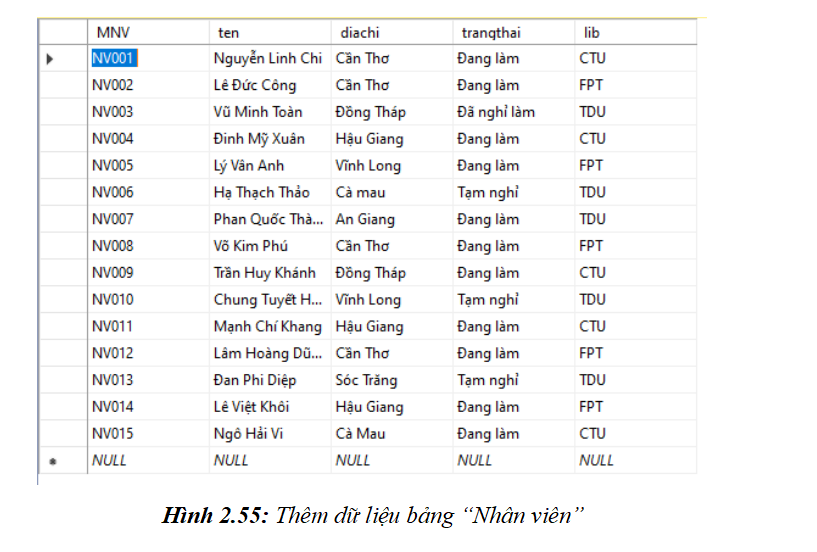 MNV ten diachi trangthai lib
NV001 Nguyễn Linh Chi Cần Thơ Đang làm CTU
NV002 Lê Đức Công Cần Thơ Đang làm FPT
NV003 Vũ Minh Toàn Đồng Tháp Đã nghỉ làm TDU
NV004 Đinh Mỹ Xuân Hậu Giang Đang làm CTU
NV005 Lý Vân Anh Vĩnh Long Đang làm FPT
NV006 Hạ Thạch Thảo Cà mau Tạm nghỉ TDU
NV007 Phan Quốc Thà... An Giang Đang làm TDU
NV008 Võ Kim Phú Cần Thơ Đang làm FPT
NV009 Trần Huy Khánh Đồng Tháp Đang làm CTU
NV010 Chung Tuyết H... Vĩnh Long Tạm nghỉ TDU
NV011 Mạnh Chí Khang Hậu Giang Đang làm CTU
NV012 Lâm Hoàng Dũ... Cần Thơ Đang làm FPT
NV013 Đan Phi Diệp Sóc Trăng Tạm nghỉ TDU
NV014 Lê Việt Khôi Hậu Giang Đang làm FPT
NV015 Ngô Hải Vi Cà Mau Đang làm CTU
NULL NULL NULL NULL NULL
Hình 2.55: Thêm dữ liệu bảng “Nhân viên”